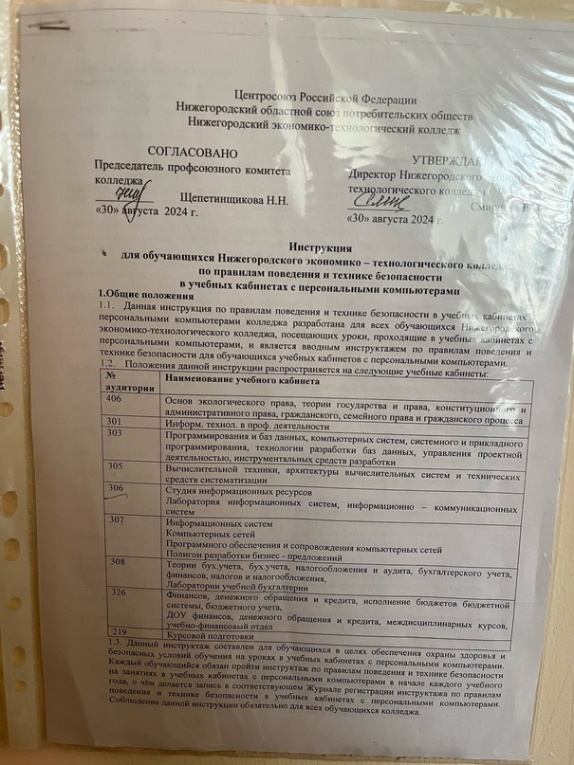 Центросоюз Российской Федерации
Нижегородский областной союз потребительских обществ
Нижегородский экономико-технологический колледж
СОГЛАСОВАНО
Председатель профсоюзного комитета
колледжа
Щепетинщикова Н.Н.
«30» августа 2024 г.
УТВЕРЖДА
Директор Нижегородского
технологического коллед
«30» августа 2024 г.
Инструкция
для обучающихся Нижегородского экономико – технологического коллед
по правилам поведения и технике безопасности
в учебных кабинетах с персональными компьютерами
1.Общие положения
1.1. Данная инструкция по правилам поведения и технике безопасности в учебных кабинетах
персональными компьютерами колледжа разработана для всех обучающихся Нижегородского
экономико-технологического колледжа, посещающих уроки, проходящие в учебных кабинетах с
персональными компьютерами, и является вводным инструктажем по правилам поведения и
технике безопасности для обучающихся учебных кабинетов с персональными компьютерами.
1.2. Положения данной инструкции распространяется на следующие учебные кабинеты:
№ аудитории Наименование учебного кабинета
406 Основ экологического права, теории государства и права, конституционного и
административного права, гражданского, семейного права и гражданского процесса
301 Информ. технол. в проф. деятельности
303 Программирования и баз данных, компьютерных систем, системного и прикладного
программирования, технологии разработки баз данных, управления проектной
деятельностью, инструментальных средств разработки
305 Вычислительной техники, архитектуры вычислительных систем и технических
средств систематизации
306 Студия информационных ресурсов
Лаборатория информационных систем, информационно – коммуникационных
систем
307 Информационных систем
Компьютерных сетей
Программного обеспечения и сопровождения компьютерных сетей
Полигон разработки бизнес - предложений
308 Теории бух.учета, бух.учета, налогообложения и аудита, бухгалтерского учета,
финансов, налогов и налогообложения,
Лаборатории учебной бухгалтерии
326 Финансов, денежного обращения и кредита, исполнение бюджетов бюджетной
системы, бюджетного учета,
ДОУ финансов, денежного обращения и кредита, междисциплинарных курсов,
учебно-финансовый отдел
219 Курсовой подготовки
1.3. Данный инструктаж составлен для обучающихся в целях обеспечения охраны здоровья и
безопасных условий обучения на уроках в учебных кабинетах с персональными компьютерами.
Каждый обучающийся обязан пройти инструктаж по правилам поведения и технике безопасности
на занятиях в учебных кабинетах с персональными компьютерами в начале каждого учебного
года, о чём делается запись в соответствующем Журнале регистрации инструктажа по правилам
поведения и технике безопасности в учебных кабинетах с персональными компьютерами.
Соблюдение данной инструкции обязательно для всех обучающихся колледжа.